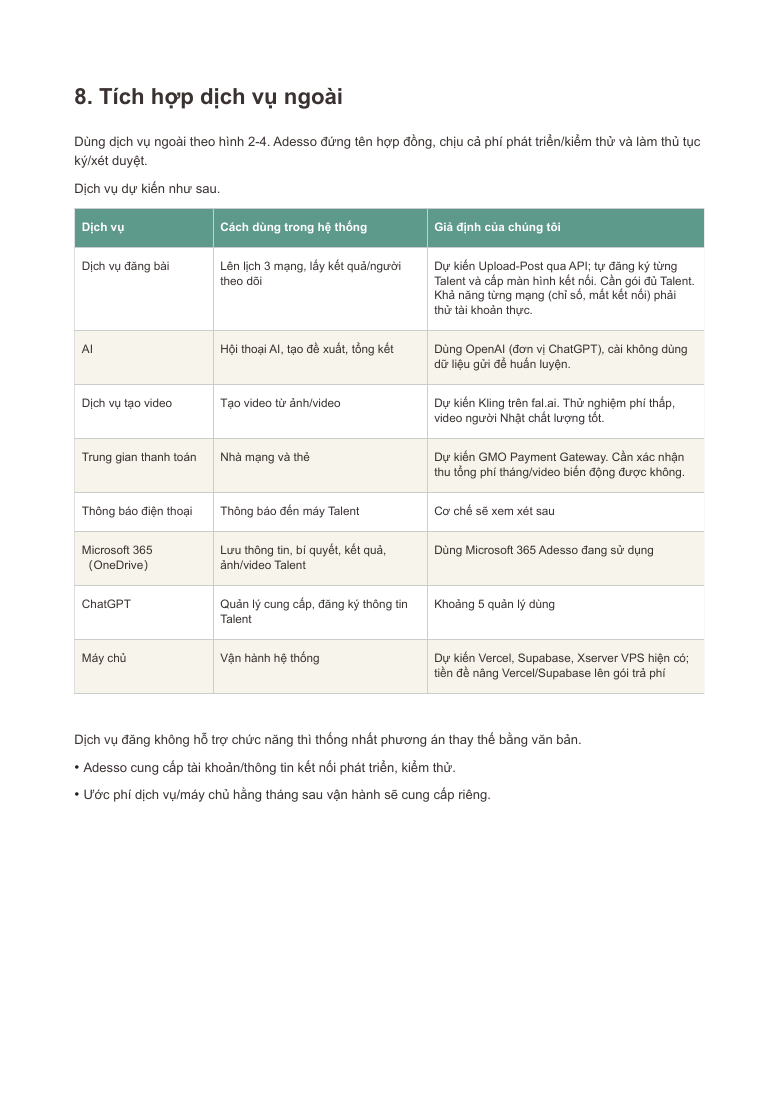 8. Tích hợp dịch vụ ngoài
Dùng dịch vụ ngoài theo hình 2-4. Adesso đứng tên hợp đồng, chịu cả phí phát triển/kiểm thử và làm thủ tục
ký/xét duyệt.
Dịch vụ dự kiến như sau.
Dịch vụ
Cách dùng trong hệ thống
Giả định của chúng tôi
Dịch vụ đăng bài
Lên lịch 3 mạng, lấy kết quả/người
theo dõi
Dự kiến Upload-Post qua API; tự đăng ký từng
Talent và cấp màn hình kết nối. Cần gói đủ Talent.
Khả năng từng mạng (chỉ số, mất kết nối) phải
thử tài khoản thực.
AI
Hội thoại AI, tạo đề xuất, tổng kết
Dùng OpenAI (đơn vị ChatGPT), cài không dùng
dữ liệu gửi để huấn luyện.
Dịch vụ tạo video
Tạo video từ ảnh/video
Dự kiến Kling trên fal.ai. Thử nghiệm phí thấp,
video người Nhật chất lượng tốt.
Trung gian thanh toán
Nhà mạng và thẻ
Dự kiến GMO Payment Gateway. Cần xác nhận
thu tổng phí tháng/video biến động được không.
Thông báo điện thoại
Thông báo đến máy Talent
Cơ chế sẽ xem xét sau
Microsoft 365
（OneDrive）
Lưu thông tin, bí quyết, kết quả,
ảnh/video Talent
Dùng Microsoft 365 Adesso đang sử dụng
ChatGPT
Quản lý cung cấp, đăng ký thông tin
Talent
Khoảng 5 quản lý dùng
Máy chủ
Vận hành hệ thống
Dự kiến Vercel, Supabase, Xserver VPS hiện có;
tiền đề nâng Vercel/Supabase lên gói trả phí
Dịch vụ đăng không hỗ trợ chức năng thì thống nhất phương án thay thế bằng văn bản.
• Adesso cung cấp tài khoản/thông tin kết nối phát triển, kiểm thử.
• Ước phí dịch vụ/máy chủ hằng tháng sau vận hành sẽ cung cấp riêng.